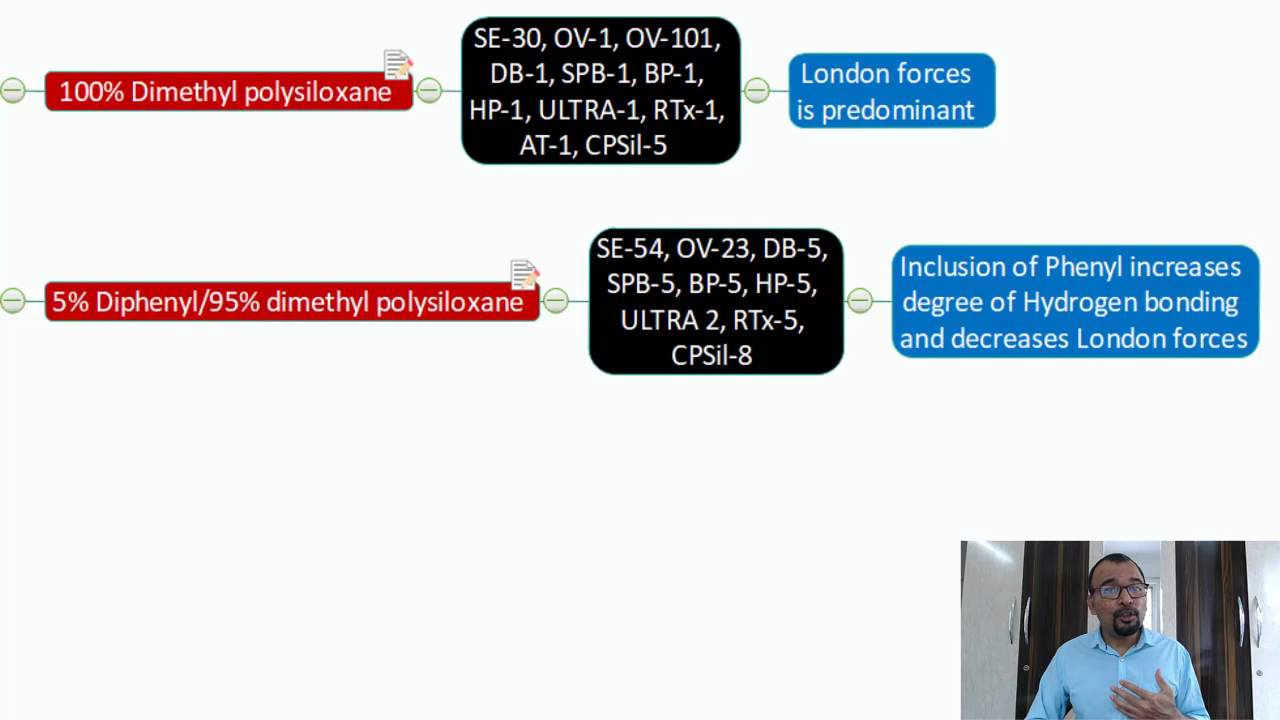 100% Dimethyl polysiloxane
SE-30, OV-1, OV-101,
DB-1, SPB-1, BP-1,
HP-1, ULTRA-1, RTx-1,
AT-1, CPSil-5
London forces
is predominant
5% Diphenyl/95% dimethyl polysiloxane
SE-54, OV-23, DB-5,
SPB-5, BP-5, HP-5,
ULTRA 2, RTx-5,
CPSil-8
Inclusion of Phenyl increases
degree of Hydrogen bonding
and decreases London forces